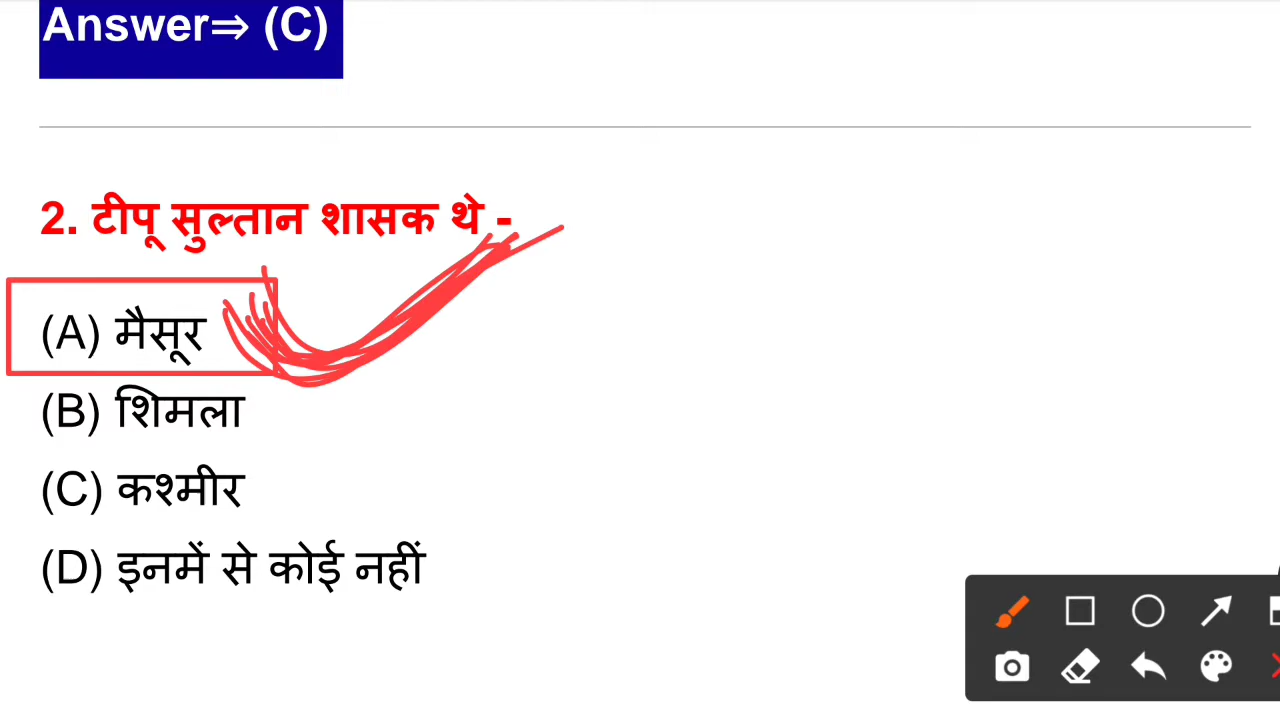 Answer⇒ (C)
2. टीपू सुल्तान शासक थे -
(A) मैसूर
(B) शिमला
(C) कश्मीर
(D) इनमें से कोई नहीं